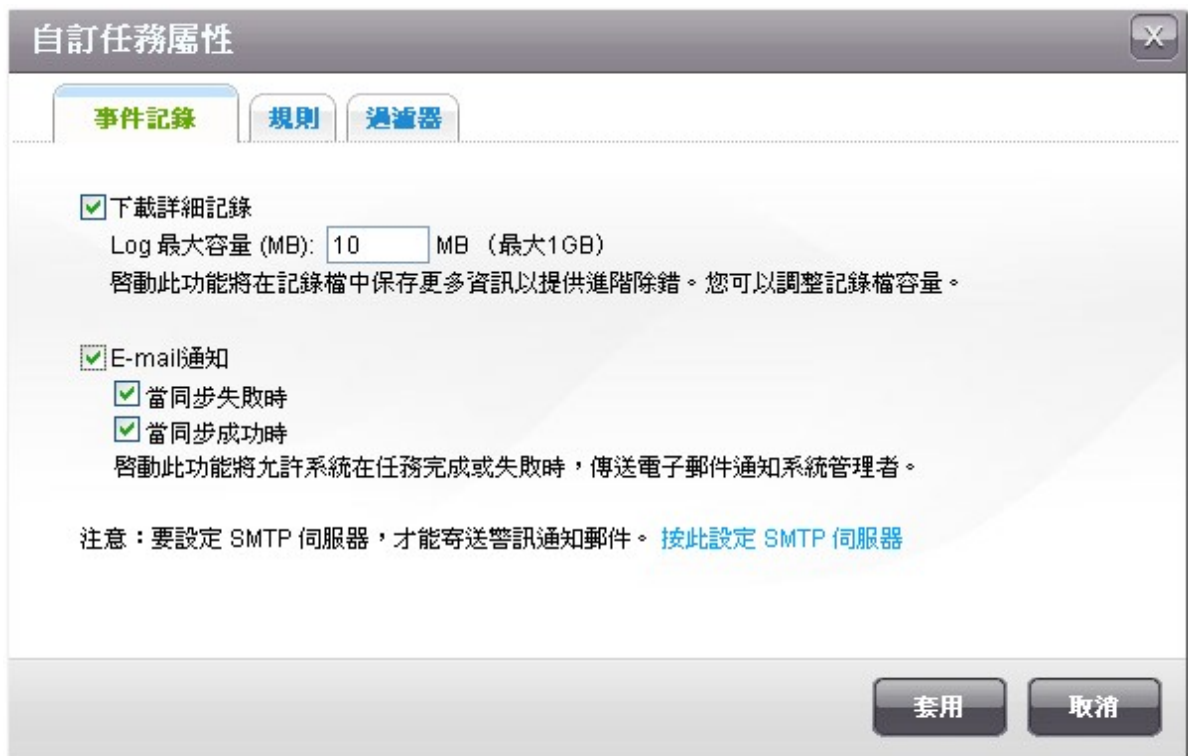 自訂任務屬性
X
事件記錄 規則 過濾器
下載詳細記錄
Log 最大容量 (MB): 10 MB （最大1GB）
啓動此功能將在記錄檔中保存更多資訊以提供進階除錯。您可以調整記錄檔容量。
E-mail通知
當同步失敗時
當同步成功時
啓動此功能將允許系統在任務完成或失敗時，傳送電子郵件通知系統管理者。
注意：要設定 SMTP 伺服器，才能寄送警訊通知郵件。 按此設定 SMTP 伺服器
套用 取消